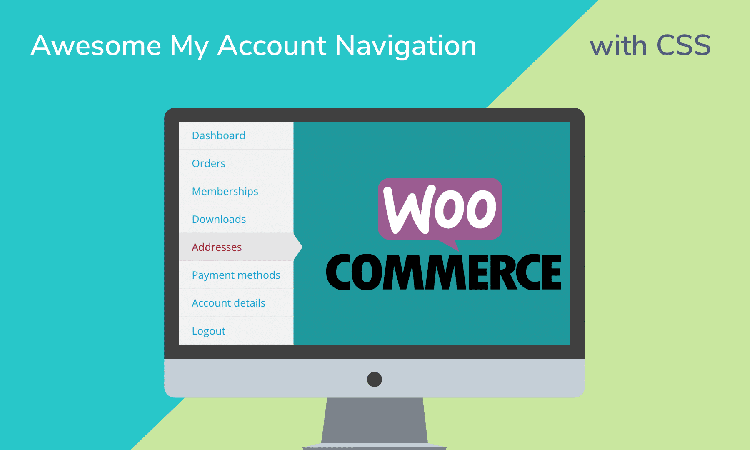 Awesome My Account Navigation with CSS
Dashboard
Orders
Memberships
Downloads
Addresses
Payment methods
Account details
Logout
WOO
COMMERCE